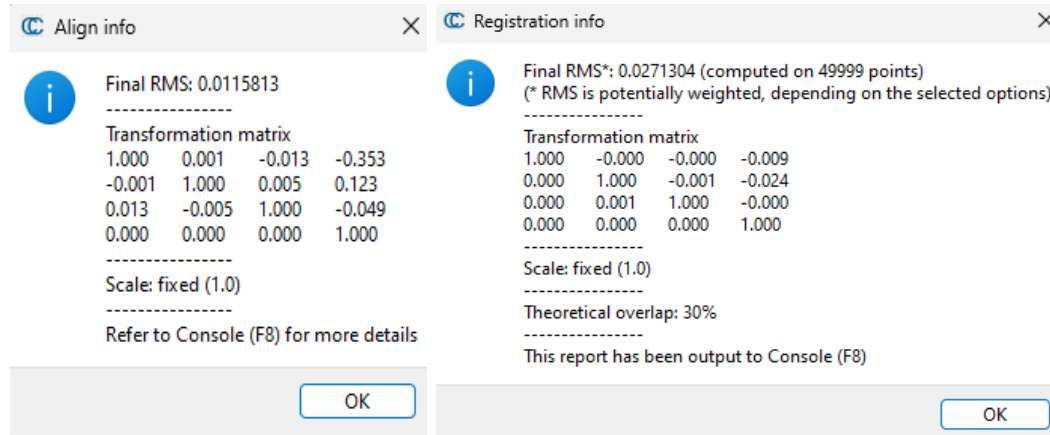 Align info
Final RMS: 0.0115813
----------------
Transformation matrix
1.000 0.001 -0.013 -0.353
-0.001 1.000 0.005 0.123
0.013 -0.005 1.000 -0.049
0.000 0.000 0.000 1.000
----------------
Scale: fixed (1.0)
----------------
Refer to Console (F8) for more details
OK
Registration info
Final RMS*: 0.0271304 (computed on 49999 points)
(* RMS is potentially weighted, depending on the selected options)
----------------
Transformation matrix
1.000 -0.000 -0.000 -0.009
0.000 1.000 -0.001 -0.024
0.000 0.001 1.000 -0.000
0.000 0.000 0.000 1.000
----------------
Scale: fixed (1.0)
----------------
Theoretical overlap: 30%
----------------
This report has been output to Console (F8)
OK